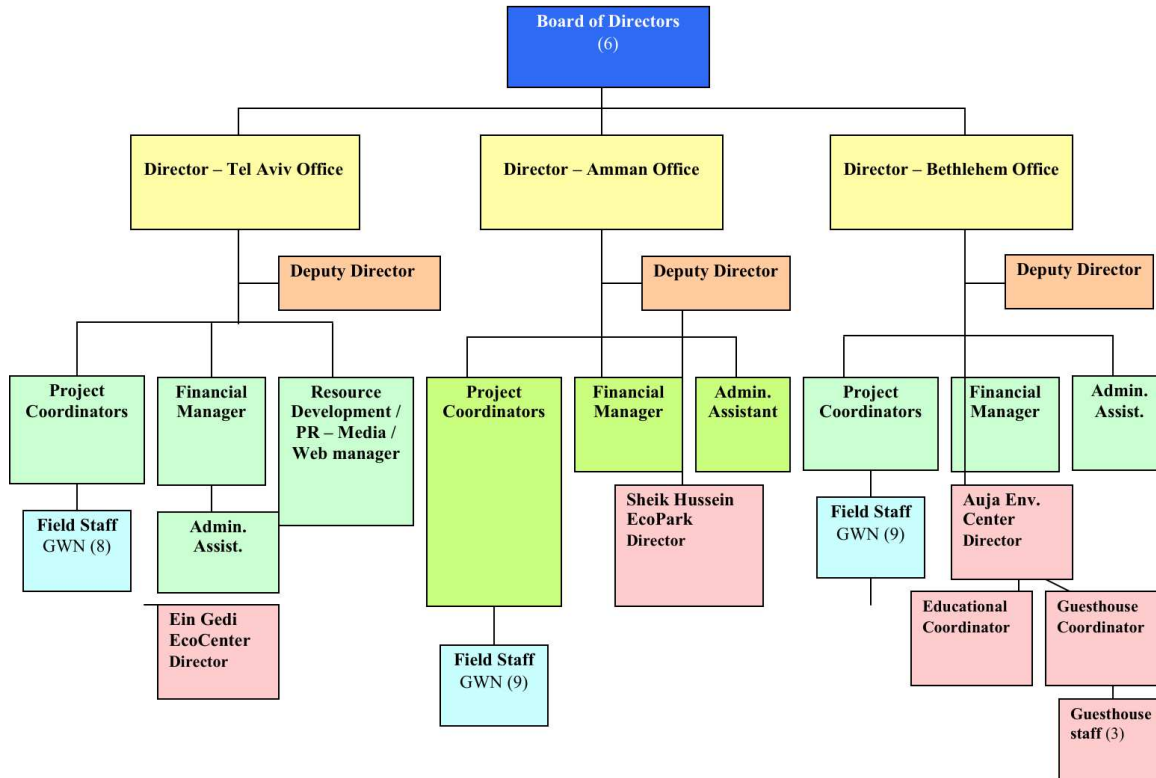 Board of Directors
(6)
Director – Tel Aviv Office
Director – Amman Office
Director – Bethlehem Office
Deputy Director
Deputy Director
Deputy Director
Project
Coordinators
Financial
Manager
Resource
Development /
PR – Media /
Web manager
Project
Coordinators
Financial
Manager
Admin.
Assistant
Project
Coordinators
Financial
Manager
Admin.
Assist.
Field Staff
GWN (8)
Admin.
Assist.
Sheik Hussein
EcoPark
Director
Field Staff
GWN (9)
Auja Env.
Center
Director
Ein Gedi
EcoCenter
Director
Field Staff
GWN (9)
Educational
Coordinator
Guesthouse
Coordinator
Guesthouse
staff (3)